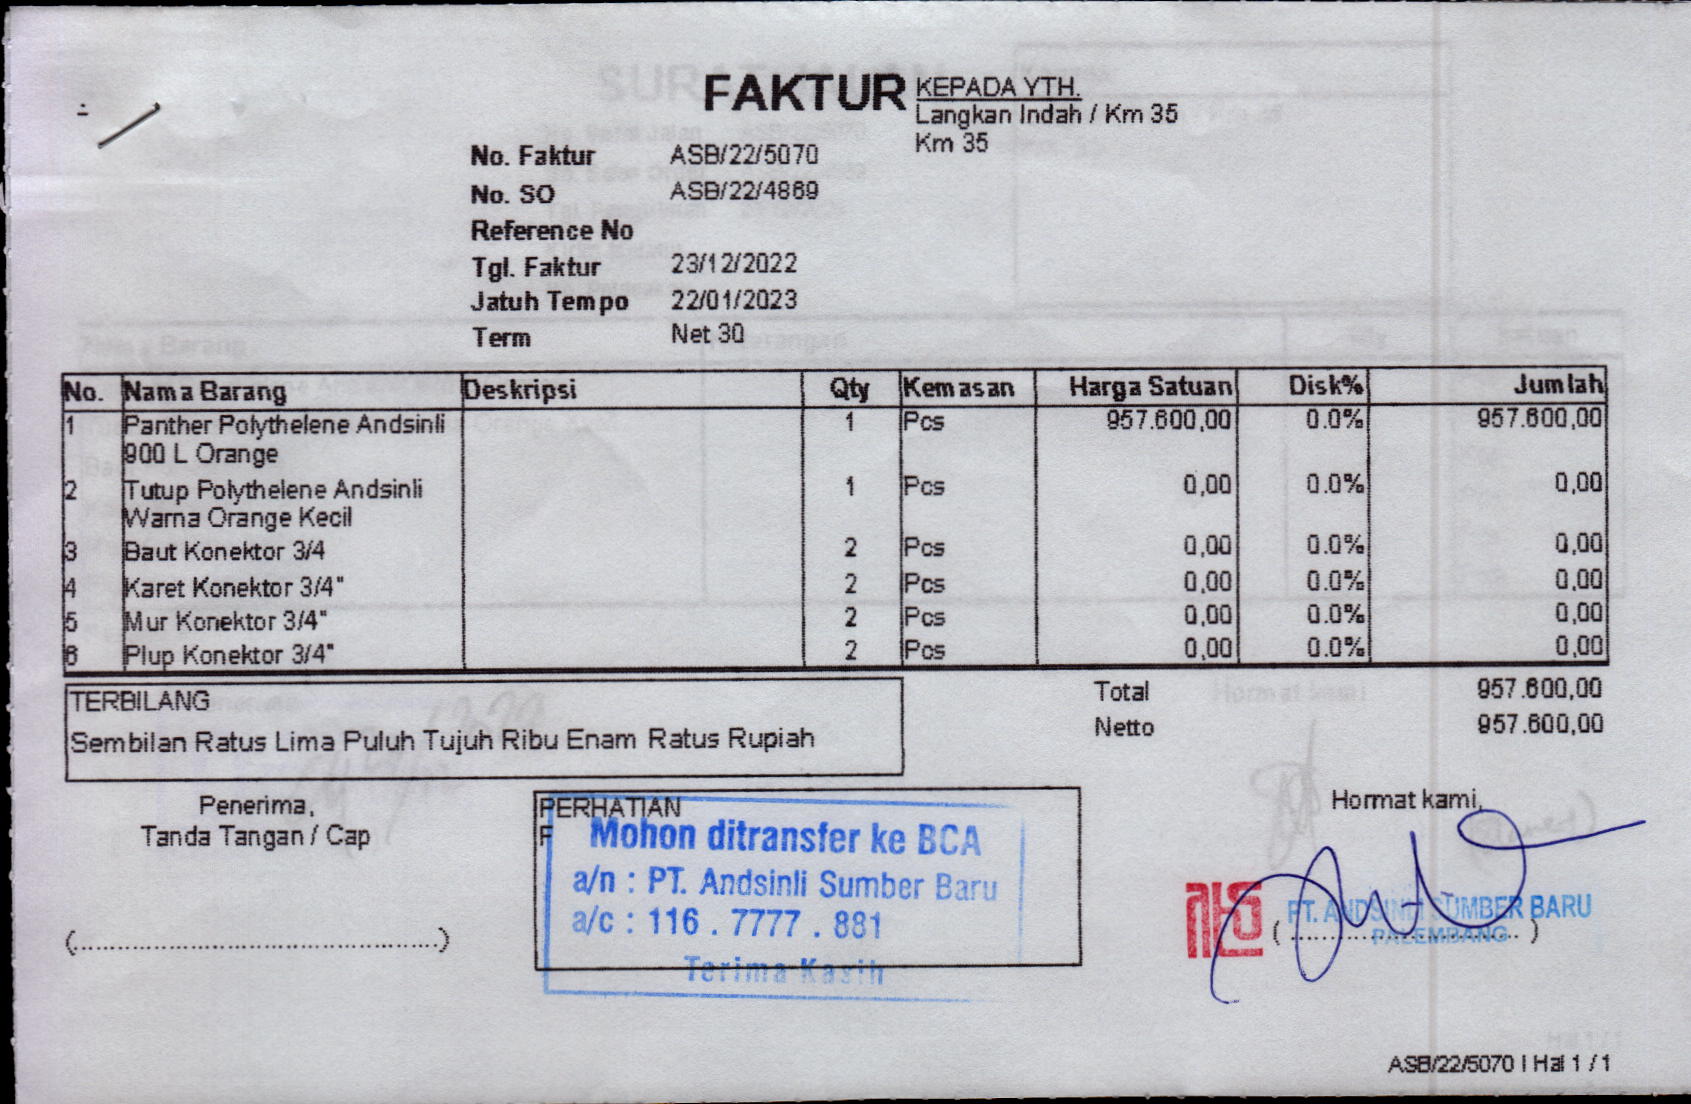 FAKTUR
KEPADA YTH.
Langkan Indah / Km 35
Km 35
No. Faktur ASB/22/5070
No. SO ASB/22/4869
Reference No
Tgl. Faktur 23/12/2022
Jatuh Tempo 22/01/2023
Term Net 30
No. Nama Barang Deskripsi Qty Kemasan Harga Satuan Disk% Jumlah
1 Panther Polythelene Andsinli 1 Pcs 957.600,00 0.0% 957.600,00
900 L Orange
2 Tutup Polythelene Andsinli 1 Pcs 0,00 0.0% 0,00
Warna Orange Kecil
3 Baut Konektor 3/4 2 Pcs 0,00 0.0% 0,00
4 Karet Konektor 3/4" 2 Pcs 0,00 0.0% 0,00
5 Mur Konektor 3/4" 2 Pcs 0,00 0.0% 0,00
6 Plup Konektor 3/4" 2 Pcs 0,00 0.0% 0,00
TERBILANG
Sembilan Ratus Lima Puluh Tujuh Ribu Enam Ratus Rupiah
Total 957.600,00
Netto 957.600,00
Penerima,
Tanda Tangan / Cap
(..........................................)
PERHATIAN
F
Mohon ditransfer ke BCA
a/n : PT. Andsinli Sumber Baru
a/c : 116 . 7777 . 881
Terima Kasih
Hormat kami,
PT. ANDSINLI SUMBER BARU
PALEMBANG
(..............................)
ASB/22/5070 | Hal 1 / 1